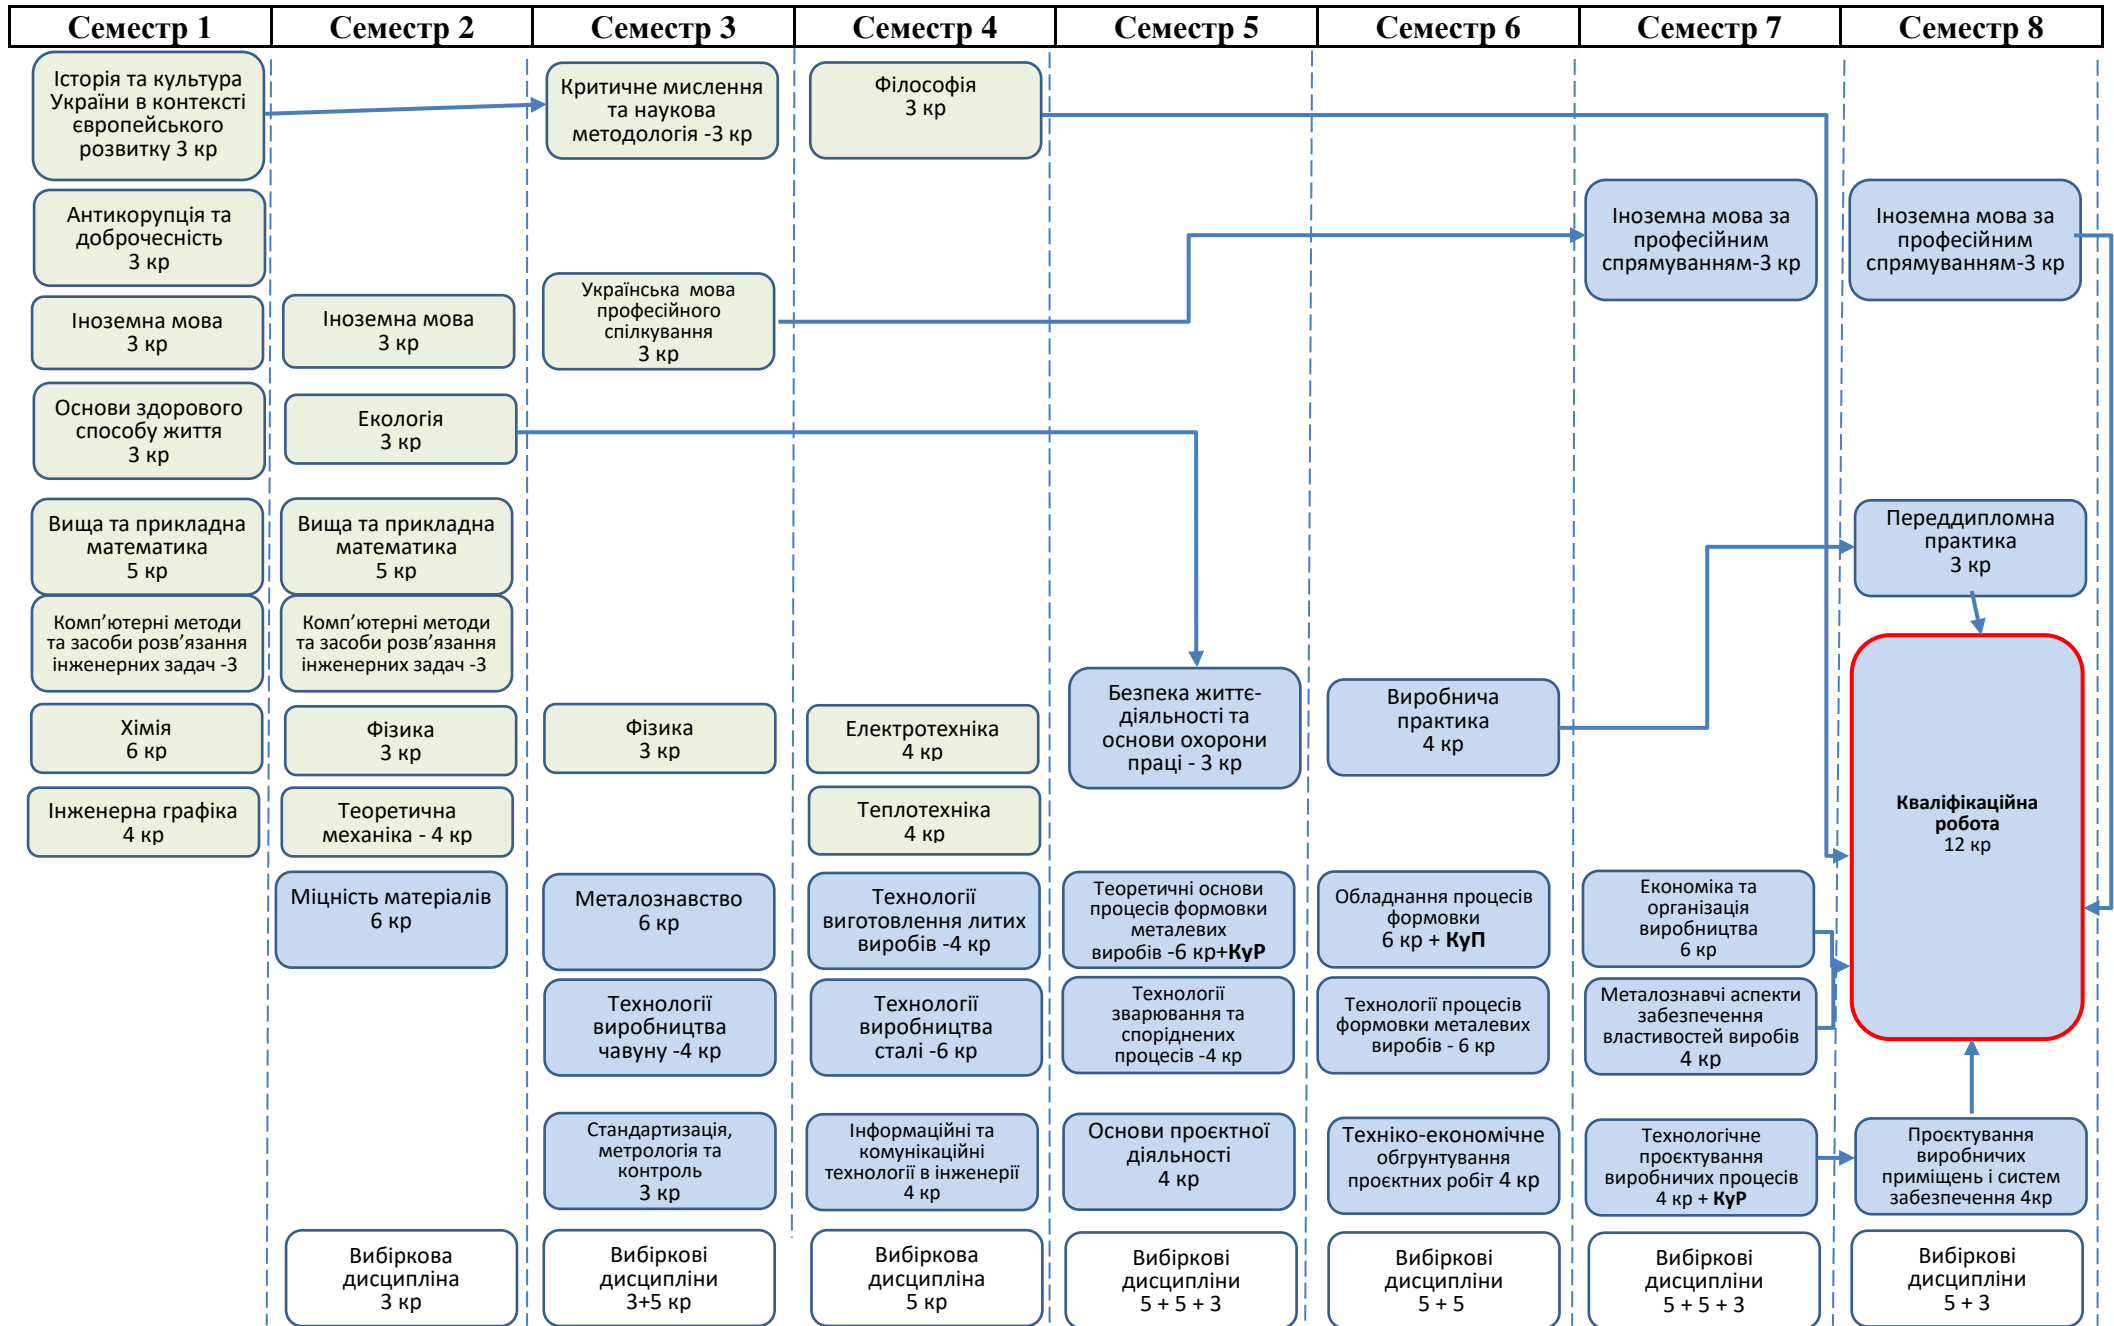 Семестр 1
Семестр 2
Семестр 3
Семестр 4
Семестр 5
Семестр 6
Семестр 7
Семестр 8
Історія та культура
України в контексті
європейського
розвитку 3 кр
Критичне мислення
та наукова
методологія -3 кр
Філософія
3 кр
Антикорупція та
доброчесність
3 кр
Іноземна мова за
професійним
спрямуванням-3 кр
Іноземна мова за
професійним
спрямуванням-3 кр
Іноземна мова
3 кр
Іноземна мова
3 кр
Українська мова
професійного
спілкування
3 кр
Основи здорового
способу життя
3 кр
Екологія
3 кр
Вища та прикладна
математика
5 кр
Вища та прикладна
математика
5 кр
Переддипломна
практика
3 кр
Комп’ютерні методи
та засоби розв’язання
інженерних задач -3
Комп’ютерні методи
та засоби розв’язання
інженерних задач -3
Хімія
6 кр
Фізика
3 кр
Фізика
3 кр
Електротехніка
4 кр
Безпека життє-
діяльності та
основи охорони
праці - 3 кр
Виробнича
практика
4 кр
Кваліфікаційна
робота
12 кр
Інженерна графіка
4 кр
Теоретична
механіка - 4 кр
Теплотехніка
4 кр
Міцність матеріалів
6 кр
Металознавство
6 кр
Технології
виготовлення литих
виробів -4 кр
Теоретичні основи
процесів формовки
металевих
виробів -6 кр+КуР
Обладнання процесів
формовки
6 кр + КуП
Економіка та
організація
виробництва
6 кр
Технології
виробництва
чавуну -4 кр
Технології
виробництва
сталі -6 кр
Технології
зварювання та
споріднених
процесів -4 кр
Технології процесів
формовки металевих
виробів - 6 кр
Металознавчі аспекти
забезпечення
властивостей виробів
4 кр
Стандартизація,
метрологія та
контроль
3 кр
Інформаційні та
комунікаційні
технології в інженерії
4 кр
Основи проєктної
діяльності
4 кр
Техніко-економічне
обгрунтування
проєктних робіт 4 кр
Технологічне
проєктування
виробничих процесів
4 кр + КуР
Проєктування
виробничих
приміщень і систем
забезпечення 4кр
Вибіркова
дисципліна
3 кр
Вибіркові
дисципліни
3+5 кр
Вибіркова
дисципліна
5 кр
Вибіркові
дисципліни
5 + 5 + 3
Вибіркові
дисципліни
5 + 5
Вибіркові
дисципліни
5 + 5 + 3
Вибіркові
дисципліни
5 + 3